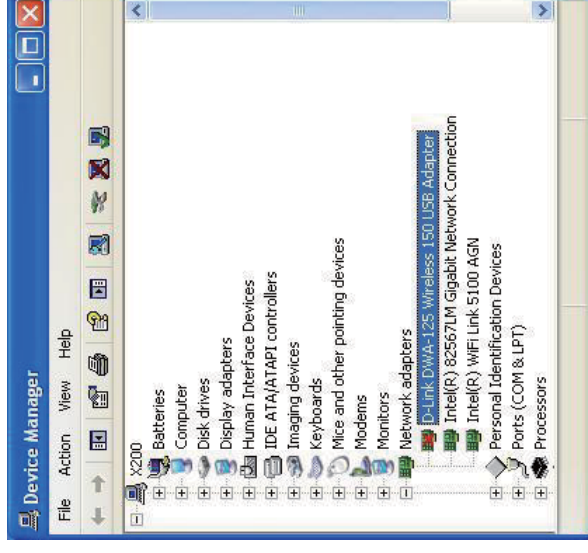 Device Manager
File Action View Help
X200
Batteries
Computer
Disk drives
Display adapters
Human Interface Devices
IDE ATA/ATAPI controllers
Imaging devices
Keyboards
Mice and other pointing devices
Modems
Monitors
Network adapters
D-Link DWA-125 Wireless 150 USB Adapter
Intel(R) 82567LM Gigabit Network Connection
Intel(R) WiFi Link 5100 AGN
Personal Identification Devices
Ports (COM & LPT)
Processors